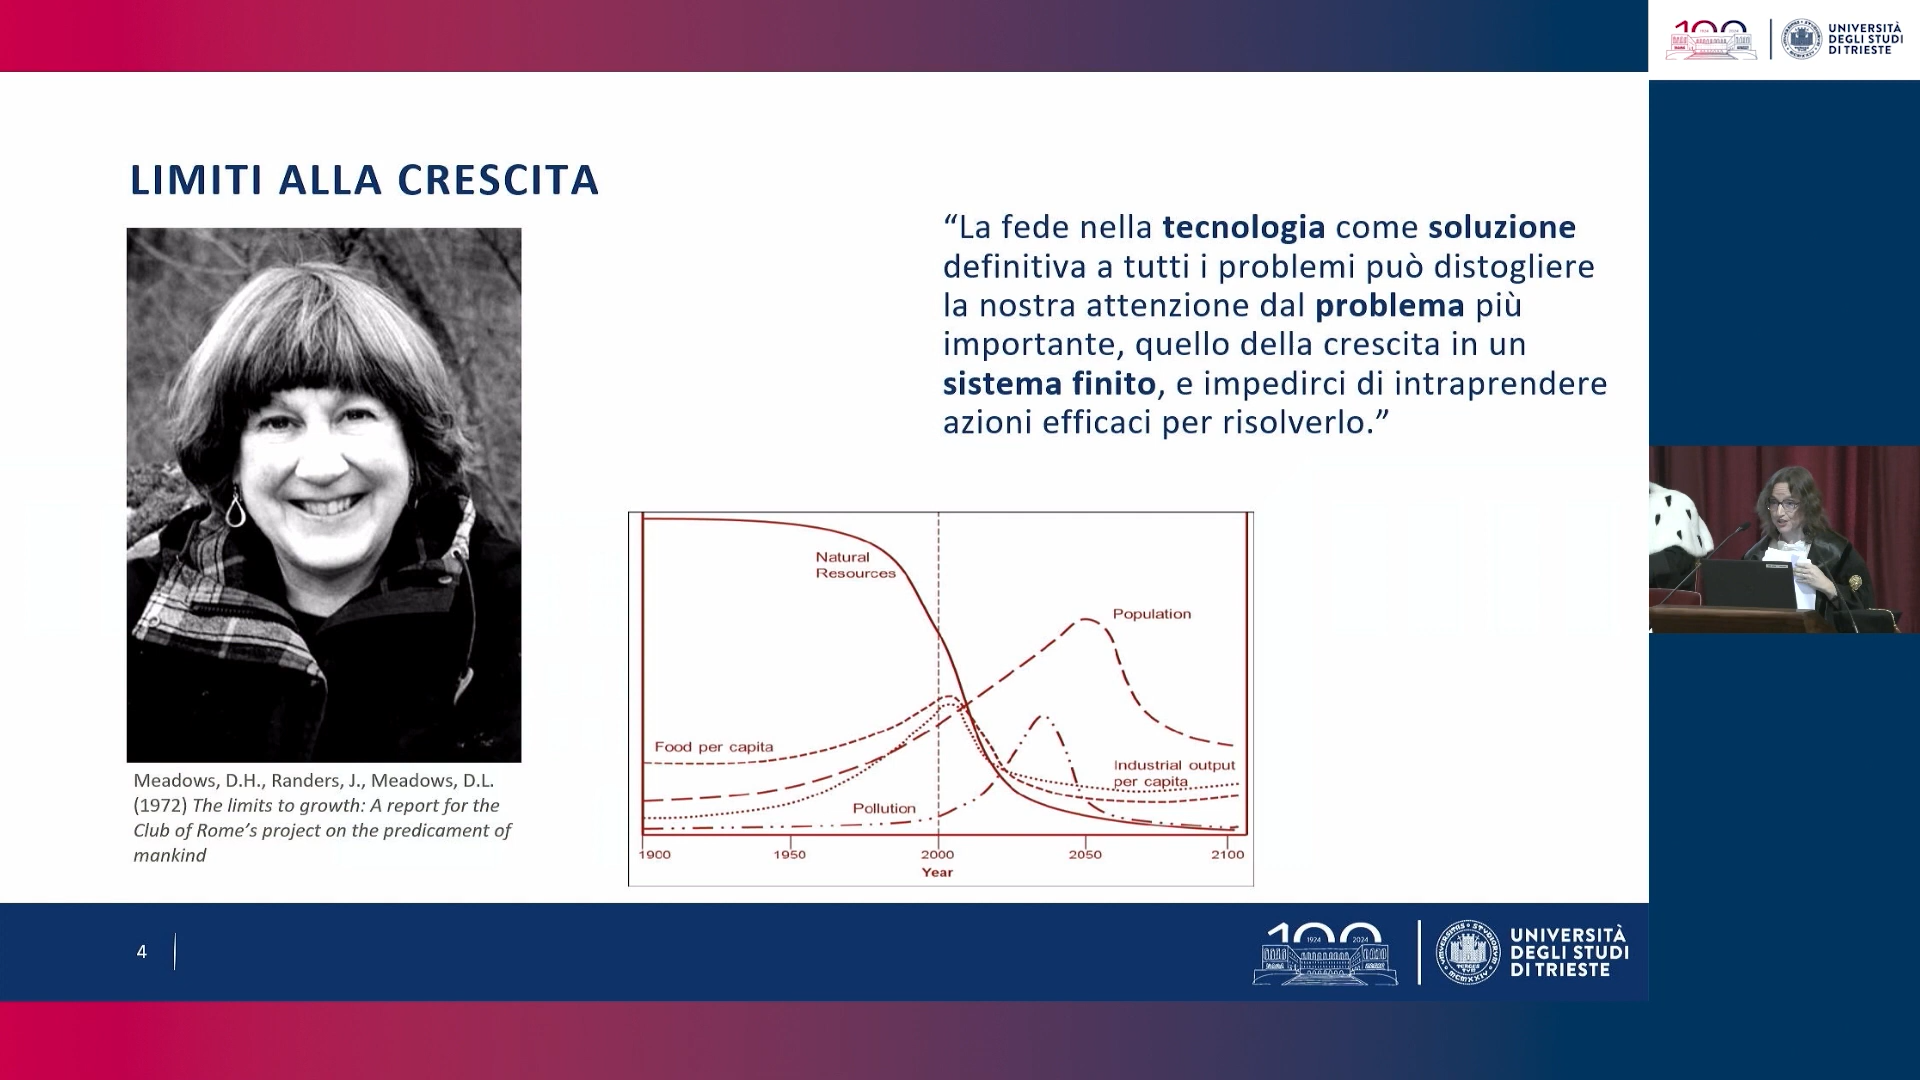 UNIVERSITÀ
DEGLI STUDI
DI TRIESTE
LIMITI ALLA CRESCITA
“La fede nella tecnologia come soluzione
definitiva a tutti i problemi può distogliere
la nostra attenzione dal problema più
importante, quello della crescita in un
sistema finito, e impedirci di intraprendere
azioni efficaci per risolverlo.”
Natural
Resources
Population
Food per capita
Industrial output
per capita
Pollution
1900 1950 2000 2050 2100
Year
Meadows, D.H., Randers, J., Meadows, D.L.
(1972) The limits to growth: A report for the
Club of Rome’s project on the predicament of
mankind
4
100
1924 2024
UNIVERSITÀ
DEGLI STUDI
DI TRIESTE